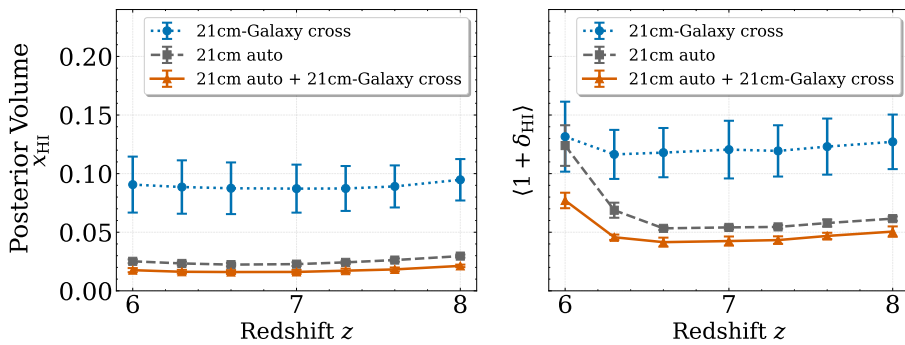 21cm-Galaxy cross
21cm auto
21cm auto + 21cm-Galaxy cross
Posterior Volume
x_HI
0.20
0.15
0.10
0.05
0.00
6
7
8
Redshift z
21cm-Galaxy cross
21cm auto
21cm auto + 21cm-Galaxy cross
⟨1 + δ_HI⟩
6
7
8
Redshift z